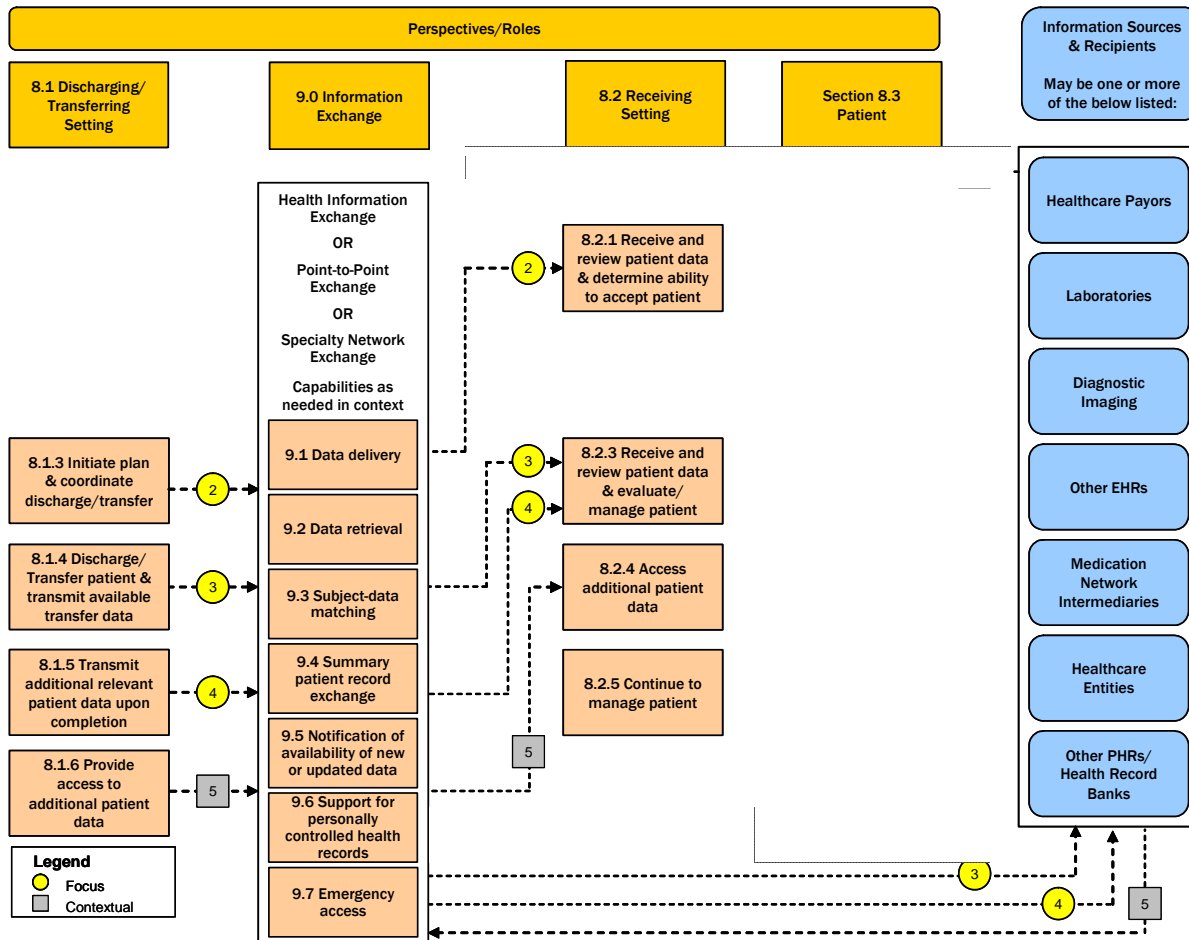 Perspectives/Roles
Information Sources
& Recipients
May be one or more
of the below listed:
8.1 Discharging/
Transferring
Setting
9.0 Information
Exchange
8.2 Receiving
Setting
Section 8.3
Patient
Health Information
Exchange
OR
Point-to-Point
Exchange
OR
Specialty Network
Exchange
Capabilities as
needed in context
9.1 Data delivery
9.2 Data retrieval
9.3 Subject-data
matching
9.4 Summary
patient record
exchange
9.5 Notification of
availability of new
or updated data
9.6 Support for
personally
controlled health
records
9.7 Emergency
access
8.1.3 Initiate plan
& coordinate
discharge/transfer
2
8.1.4 Discharge/
Transfer patient &
transmit available
transfer data
3
8.1.5 Transmit
additional relevant
patient data upon
completion
4
8.1.6 Provide
access to
additional patient
data
5
2
8.2.1 Receive and
review patient data
& determine ability
to accept patient
3
4
8.2.3 Receive and
review patient data
& evaluate/
manage patient
8.2.4 Access
additional patient
data
5
8.2.5 Continue to
manage patient
Healthcare Payors
Laboratories
Diagnostic
Imaging
Other EHRs
Medication
Network
Intermediaries
Healthcare
Entities
Other PHRs/
Health Record
Banks
3
4
5
Legend
Focus
Contextual